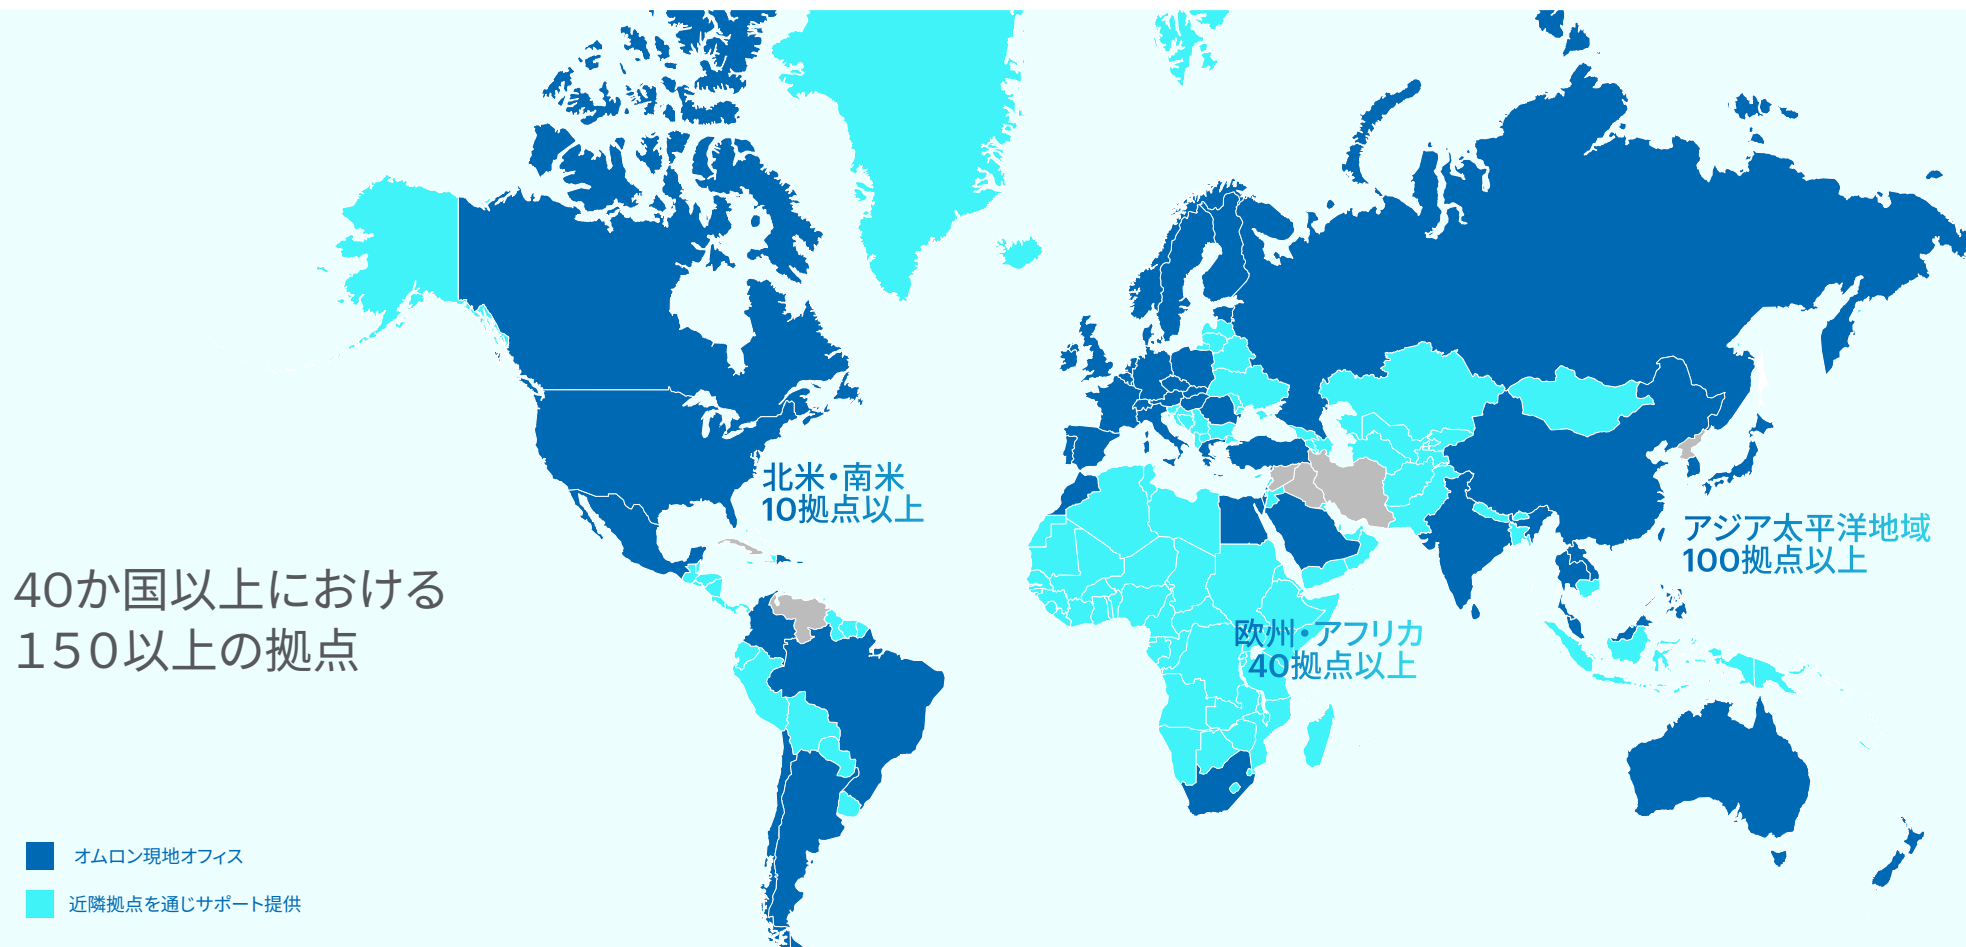 北米・南米
10拠点以上
アジア太平洋地域
100拠点以上
40か国以上における
１５０以上の拠点
欧州・アフリカ
40拠点以上
オムロン現地オフィス
近隣拠点を通じサポート提供